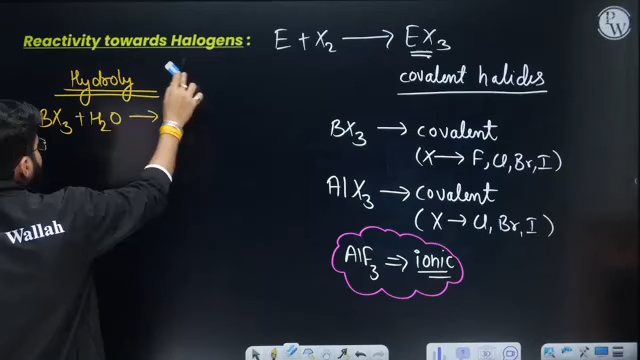 Reactivity towards Halogens :
E + X₂ ⟶ EX₃
covalent halides
Hydroly
BX₃ + H₂O ⟶
BX₃ → covalent
(X → F, Cl, Br, I)
AlX₃ → covalent
(X → Cl, Br, I)
AlF₃ ⇒ ionic
Wallah